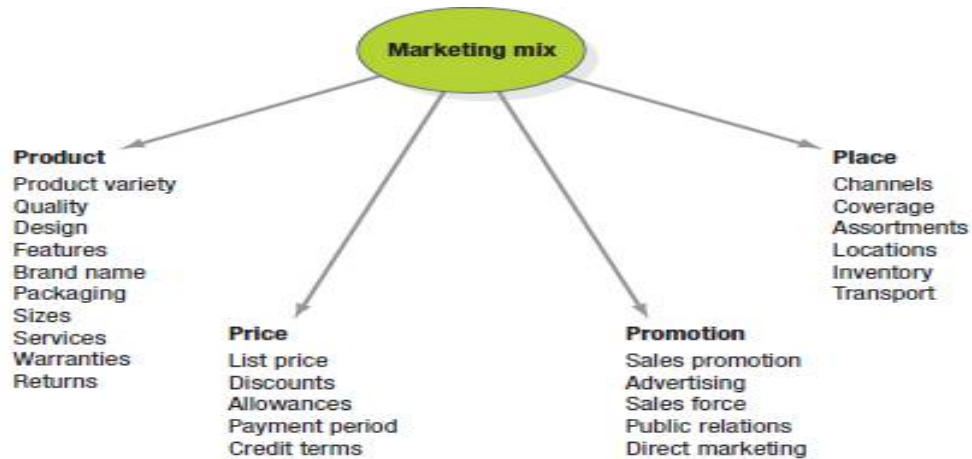 Marketing mix
Product
Product variety
Quality
Design
Features
Brand name
Packaging
Sizes
Services
Warranties
Returns
Price
List price
Discounts
Allowances
Payment period
Credit terms
Promotion
Sales promotion
Advertising
Sales force
Public relations
Direct marketing
Place
Channels
Coverage
Assortments
Locations
Inventory
Transport